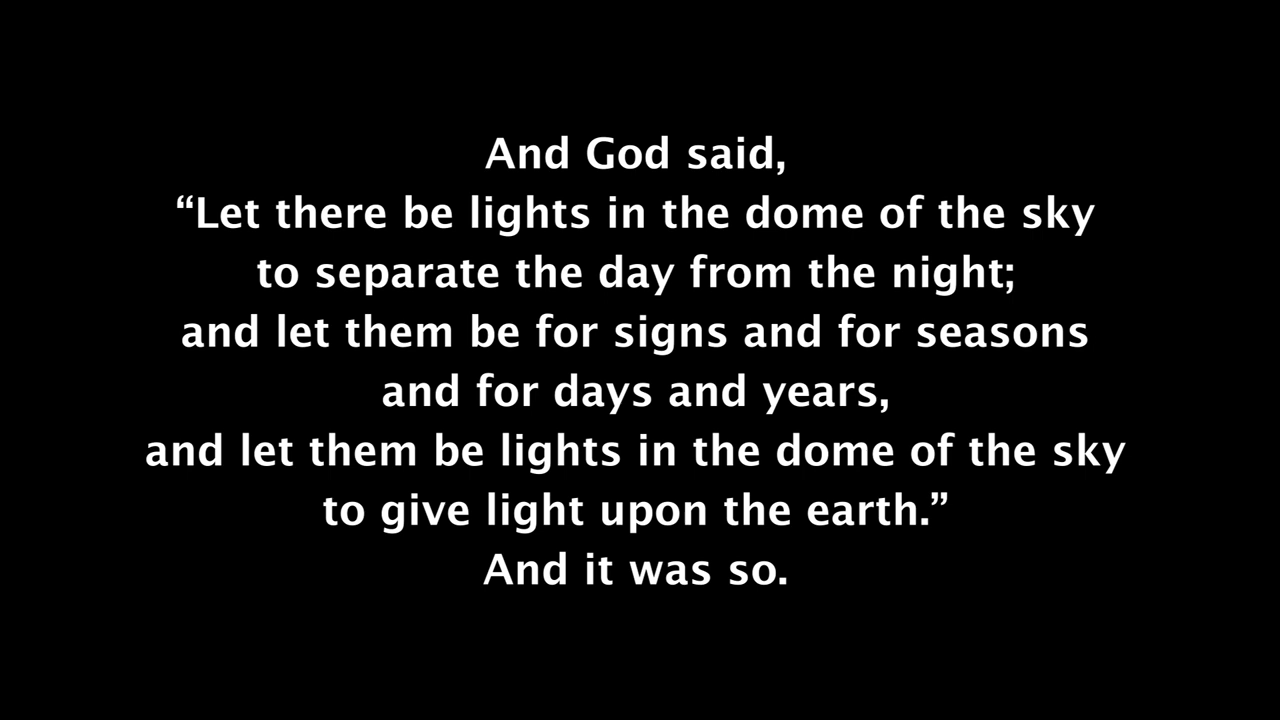 And God said,
“Let there be lights in the dome of the sky
to separate the day from the night;
and let them be for signs and for seasons
and for days and years,
and let them be lights in the dome of the sky
to give light upon the earth.”
And it was so.